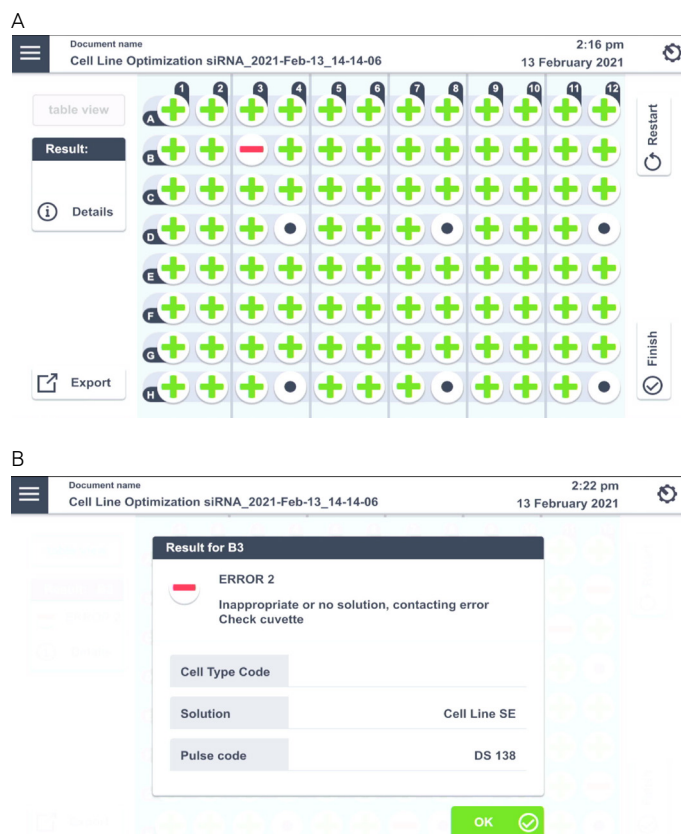 A
Document name
Cell Line Optimization siRNA_2021-Feb-13_14-14-06
2:16 pm
13 February 2021
table view
Result:
Details
Export
1 2 3 4 5 6 7 8 9 10 11 12
A
B
C
D
E
F
G
H
Restart
Finish
B
Document name
Cell Line Optimization siRNA_2021-Feb-13_14-14-06
2:22 pm
13 February 2021
Result for B3
ERROR 2
Inappropriate or no solution, contacting error
Check cuvette
Cell Type Code
Solution Cell Line SE
Pulse code DS 138
OK